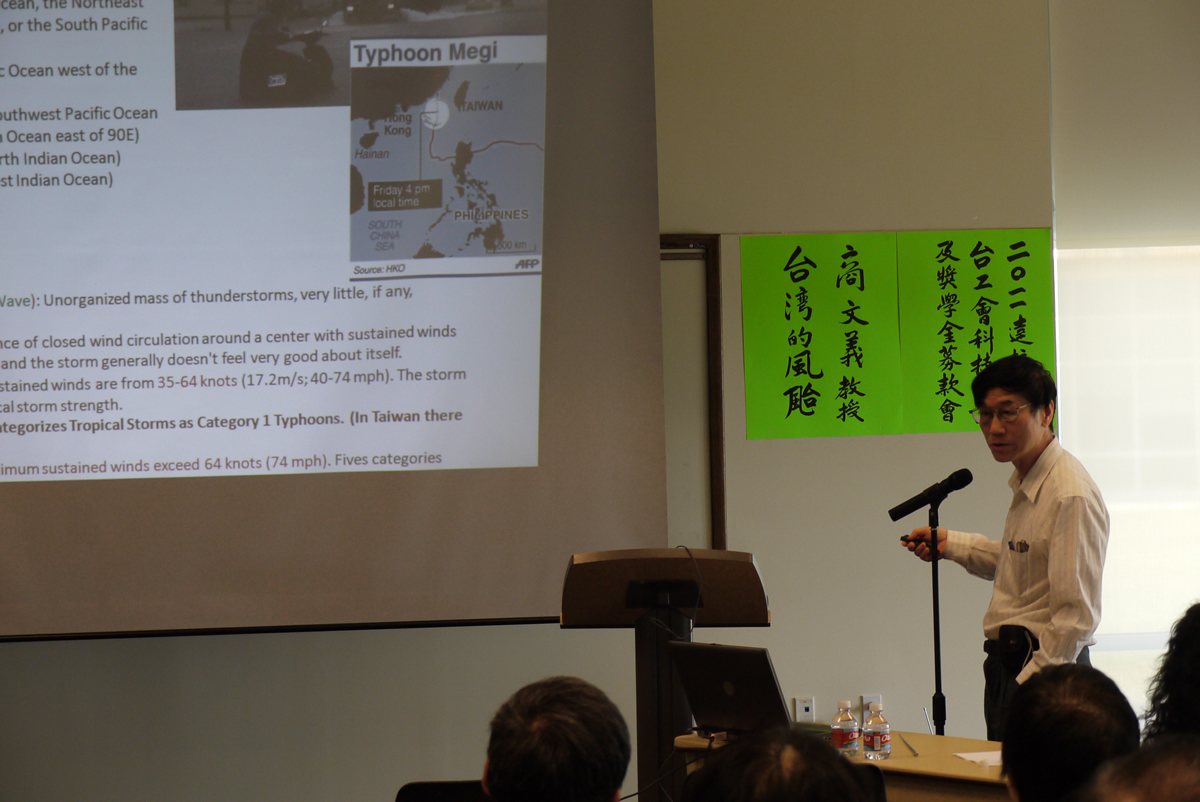 cean, the Northeast
, or the South Pacific
c Ocean west of the
outhwest Pacific Ocean
Ocean east of 90E)
rth Indian Ocean)
st Indian Ocean)
Typhoon Megi
TAIWAN
Hong
Kong
Hainan
Friday 4 pm
local time
PHILIPPINES
SOUTH
CHINA
SEA
500 km
Source: HKO
AFP
Wave): Unorganized mass of thunderstorms, very little, if any,
nce of closed wind circulation around a center with sustained winds
and the storm generally doesn't feel very good about itself.
stained winds are from 35-64 knots (17.2m/s; 40-74 mph). The storm
cal storm strength.
ategorizes Tropical Storms as Category 1 Typhoons. (In Taiwan there
imum sustained winds exceed 64 knots (74 mph). Fives categories
二〇一一遠
台工會科技
及獎學金募款會
商文義教授
台湾的風颱